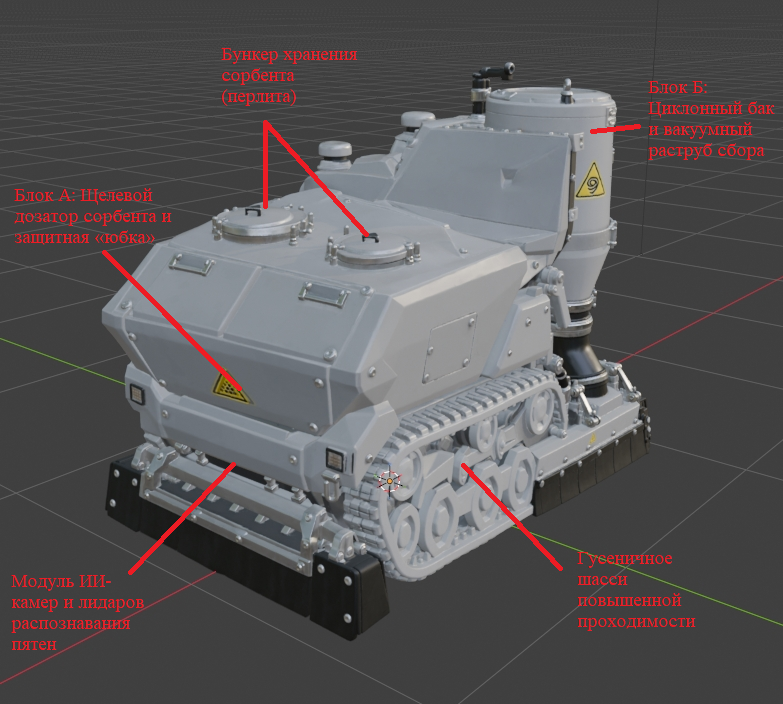 Бункер хранения
сорбента
(перлита)
Блок Б:
Циклонный бак
и вакуумный
раструб сбора
Блок А: Щелевой
дозатор сорбента и
защитная «юбка»
Модуль ИИ-
камер и лидаров
распознавания
пятен
Гусеничное
шасси
повышенной
проходимости